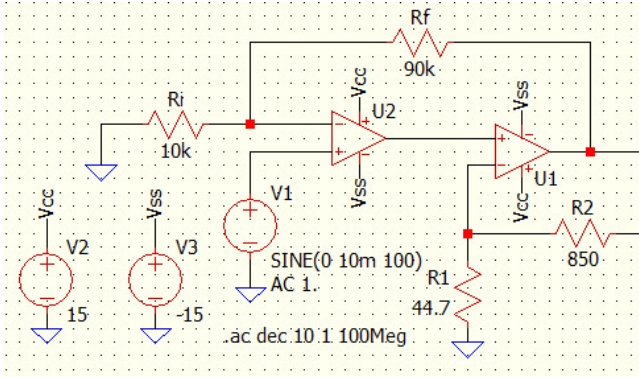 Rf
90k
Vcc
Vss
Ri
U2
10k
Vss
Vcc
U1
V1
R2
850
Vcc
Vss
V2
V3
SINE(0 10m 100)
AC 1.
R1
44.7
15
-15
.ac dec 10 1 100Meg